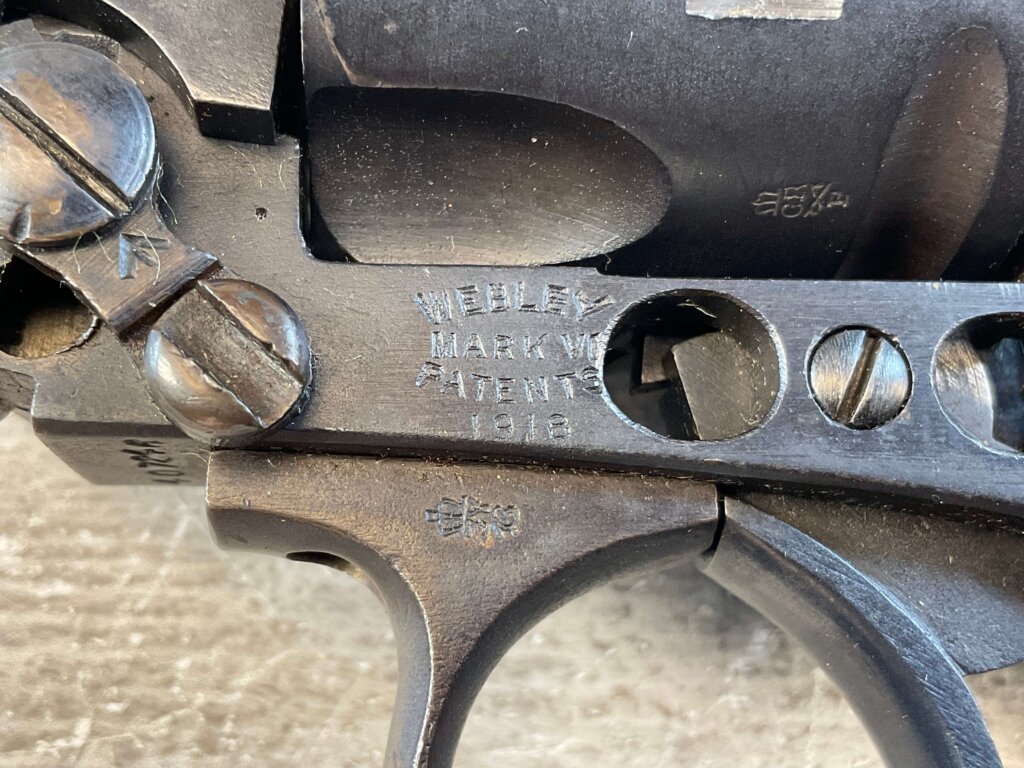 WEBLEY
MARK VI
PATENTS
1918